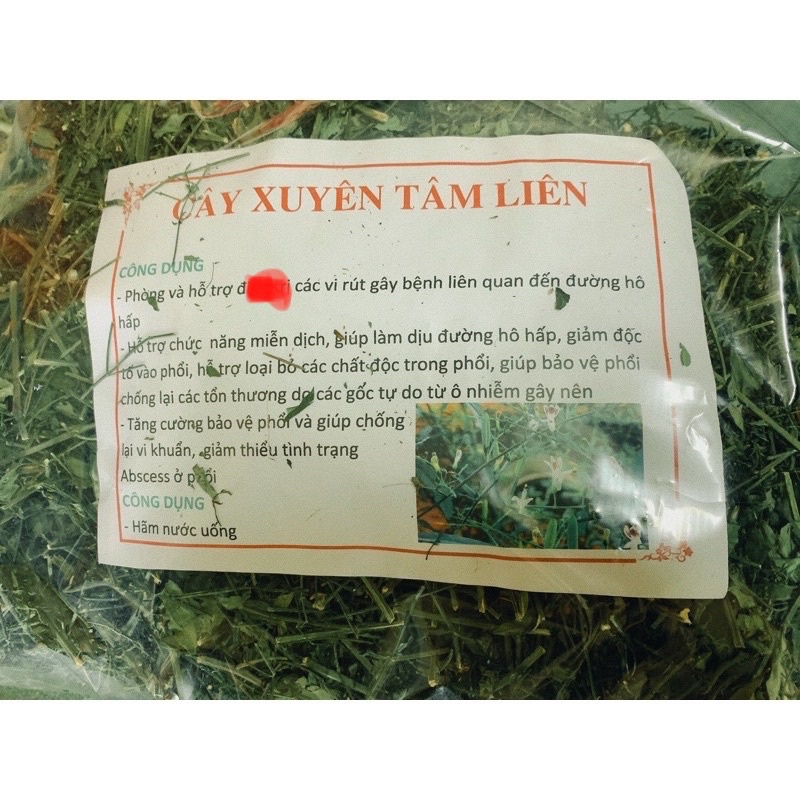 CÂY XUYÊN TÂM LIÊN
CÔNG DỤNG
- Phòng và hỗ trợ các vi rút gây bệnh liên quan đến đường hô
hấp
- Hỗ trợ chức năng miễn dịch, giúp làm dịu đường hô hấp, giảm độc
tố vào phổi, hỗ trợ loại bỏ các chất độc trong phổi, giúp bảo vệ phổi
chống lại các tổn thương do các gốc tự do từ ô nhiễm gây nên
- Tăng cường bảo vệ phổi và giúp chống
lại vi khuẩn, giảm thiểu tình trạng
Abscess ở phổi
CÔNG DỤNG
- Hãm nước uống